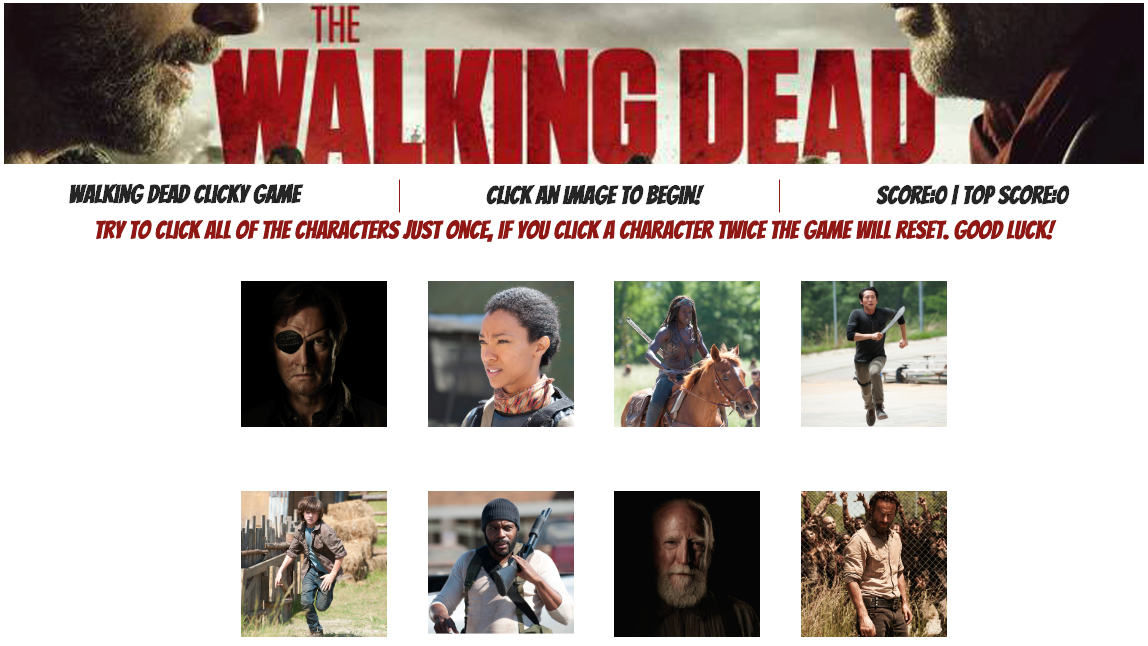 THE
WALKING DEAD
WALKING DEAD CLICKY GAME
CLICK AN IMAGE TO BEGIN!
SCORE:0 | TOP SCORE:0
TRY TO CLICK ALL OF THE CHARACTERS JUST ONCE, IF YOU CLICK A CHARACTER TWICE THE GAME WILL RESET. GOOD LUCK!